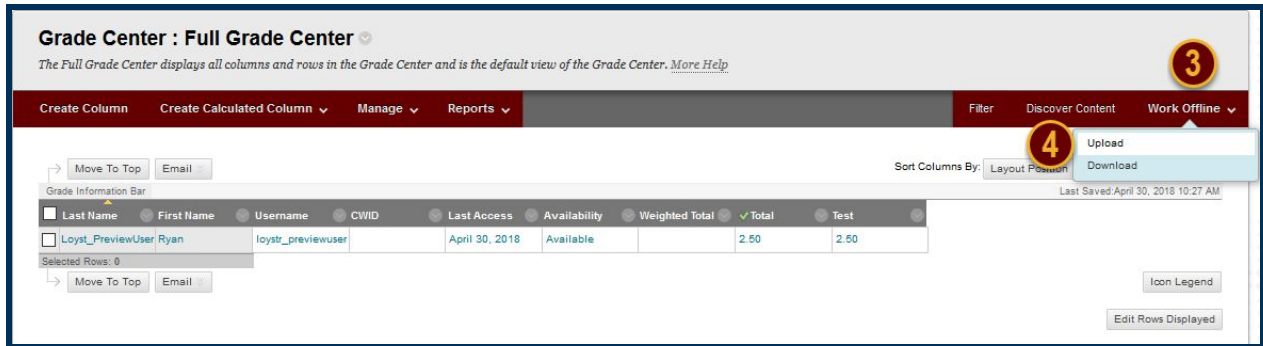 Grade Center : Full Grade Center
The Full Grade Center displays all columns and rows in the Grade Center and is the default view of the Grade Center. More Help
3
Create Column Create Calculated Column Manage Reports Filter Discover Content Work Offline
4 Upload
Move To Top Email Sort Columns By: Layout Position Download
Grade Information Bar Last Saved:April 30, 2018 10:27 AM
Last Name First Name Username CWID Last Access Availability Weighted Total Total Test
Loyst_PreviewUser Ryan loystr_previewuser April 30, 2018 Available 2.50 2.50
Selected Rows: 0
Move To Top Email Icon Legend
Edit Rows Displayed